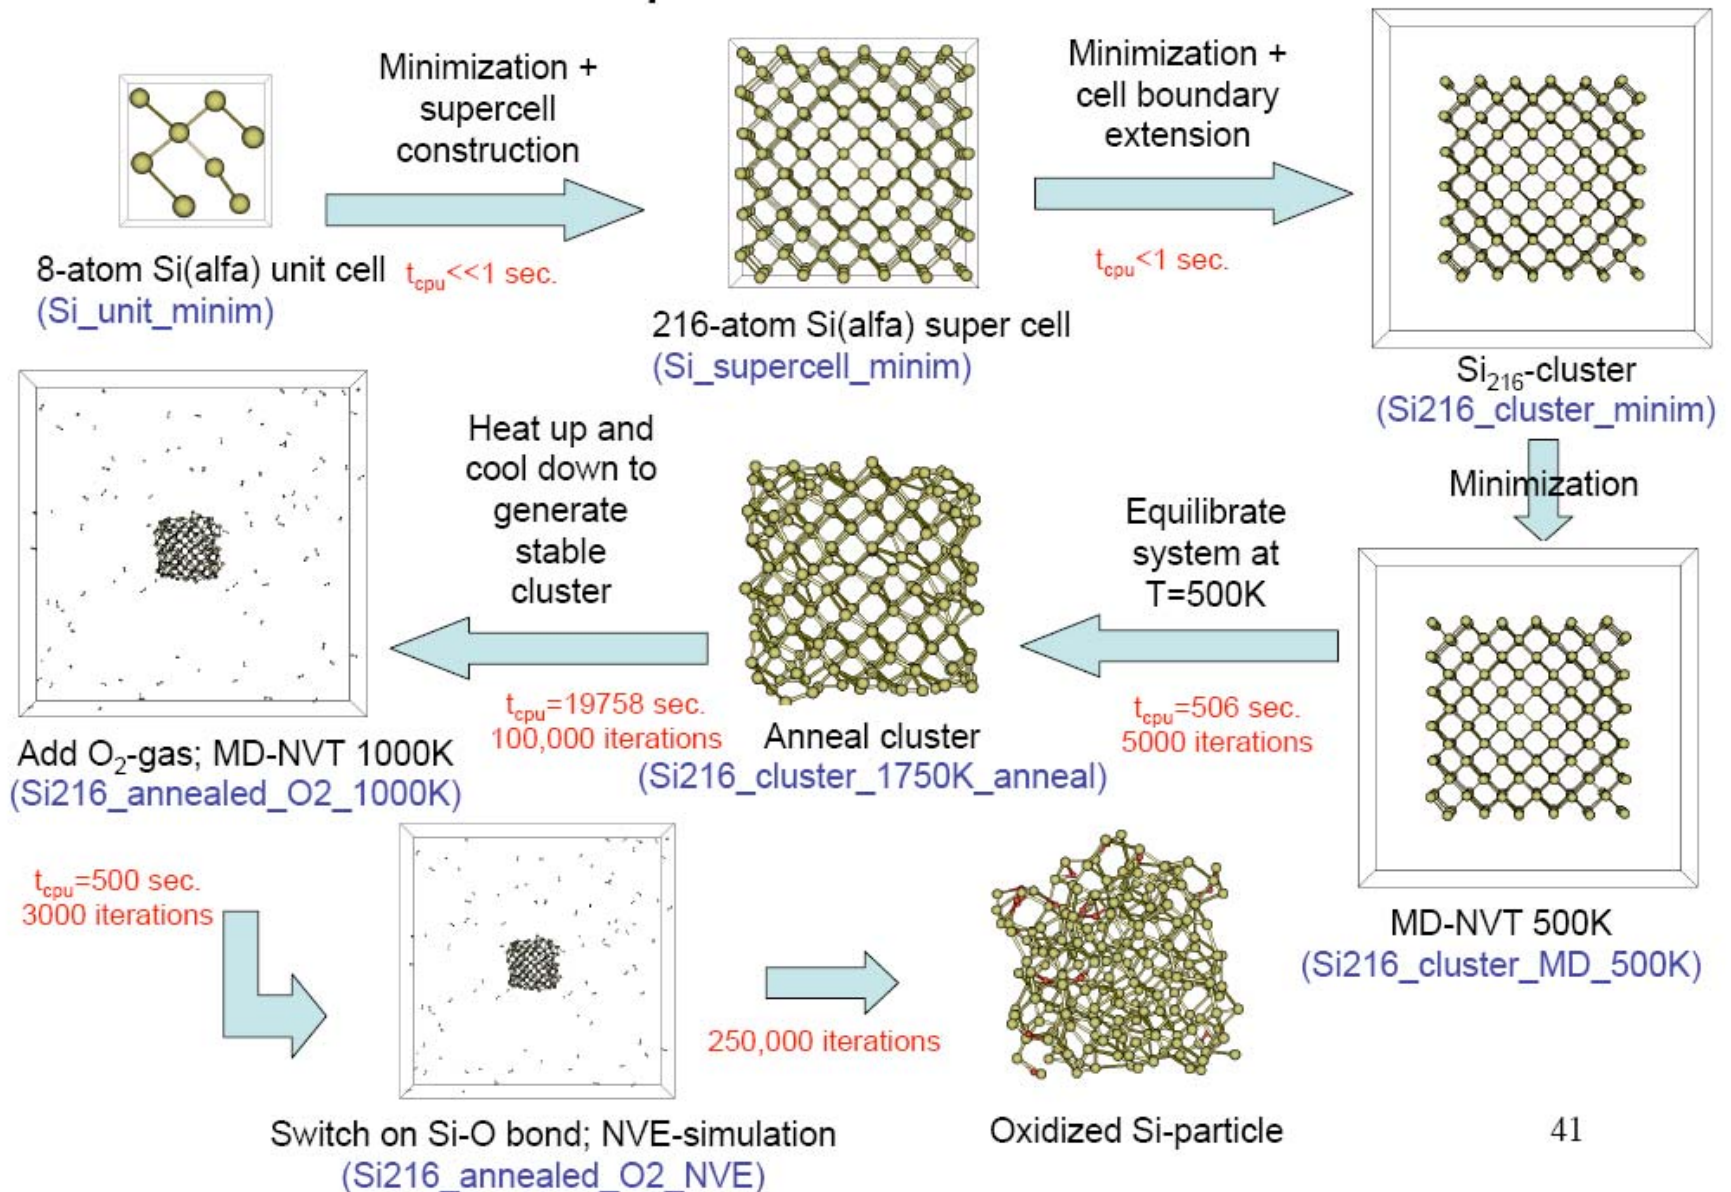 Minimization +
supercell
construction
Minimization +
cell boundary
extension
8-atom Si(alfa) unit cell
(Si_unit_minim)
tcpu<<1 sec.
216-atom Si(alfa) super cell
(Si_supercell_minim)
tcpu<1 sec.
Si216-cluster
(Si216_cluster_minim)
Minimization
Heat up and
cool down to
generate
stable
cluster
Equilibrate
system at
T=500K
tcpu=19758 sec.
100,000 iterations
tcpu=506 sec.
5000 iterations
Add O2-gas; MD-NVT 1000K
(Si216_annealed_O2_1000K)
Anneal cluster
(Si216_cluster_1750K_anneal)
MD-NVT 500K
(Si216_cluster_MD_500K)
tcpu=500 sec.
3000 iterations
250,000 iterations
Switch on Si-O bond; NVE-simulation
(Si216_annealed_O2_NVE)
Oxidized Si-particle
41